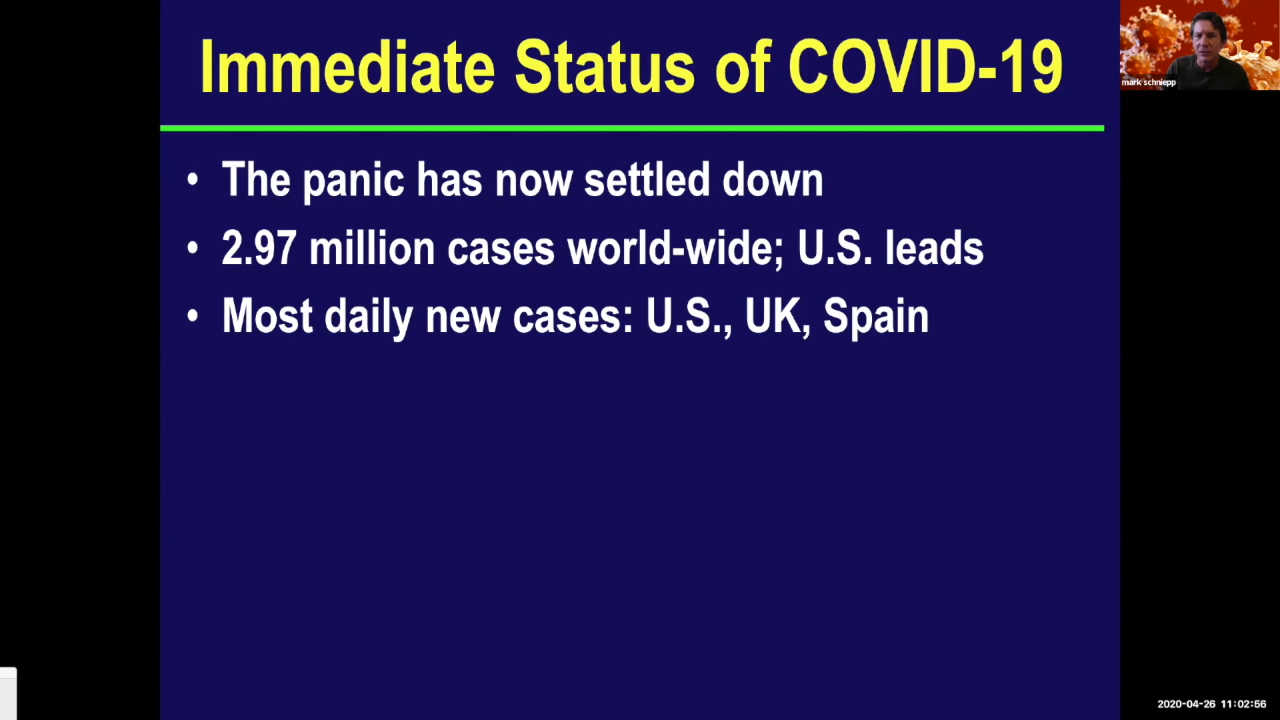 Immediate Status of COVID-19
• The panic has now settled down
• 2.97 million cases world-wide; U.S. leads
• Most daily new cases: U.S., UK, Spain
mark schniepp
2020-04-26 11:02:66